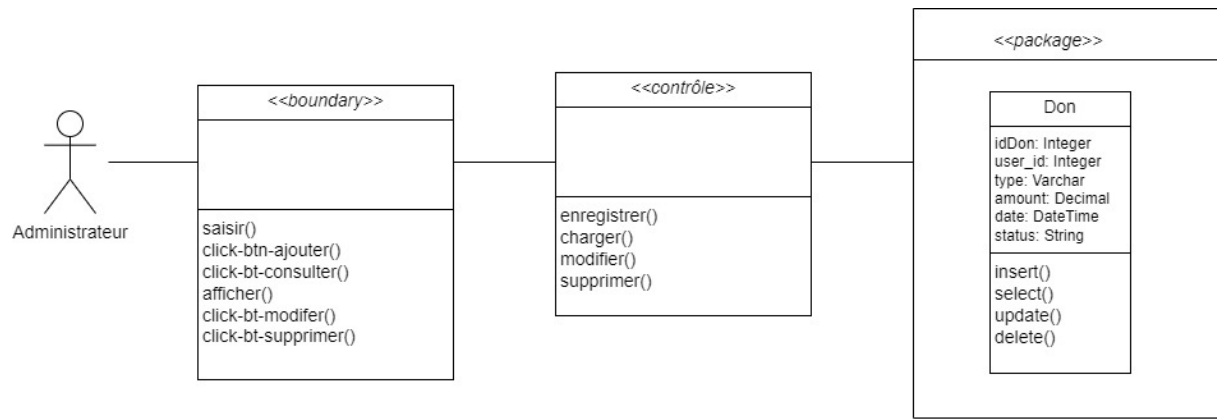 Administrateur
<<boundary>>
saisir()
click-btn-ajouter()
click-bt-consulter()
afficher()
click-bt-modifer()
click-bt-supprimer()
<<contrôle>>
enregistrer()
charger()
modifier()
supprimer()
<<package>>
Don
idDon: Integer
user_id: Integer
type: Varchar
amount: Decimal
date: DateTime
status: String
insert()
select()
update()
delete()